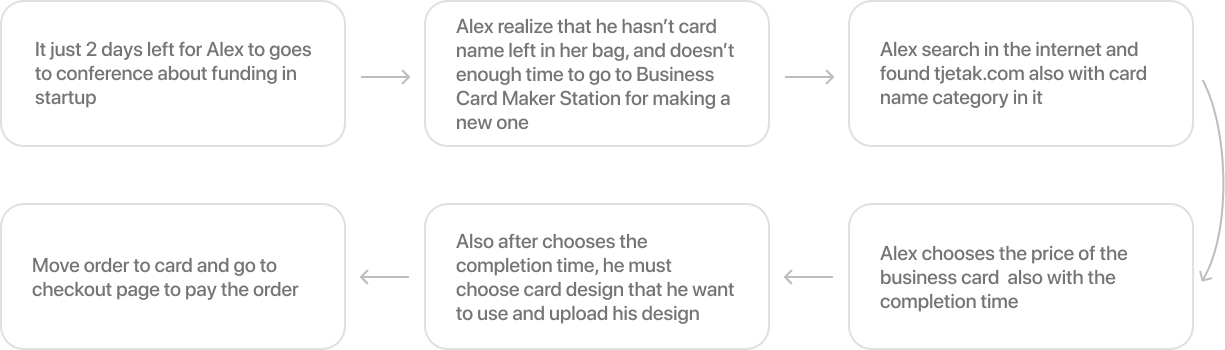 It just 2 days left for Alex to goes
to conference about funding in
startup
Alex realize that he hasn't card
name left in her bag, and doesn't
enough time to go to Business
Card Maker Station for making a
new one
Alex search in the internet and
found tjetak.com also with card
name category in it
Alex chooses the price of the
business card also with the
completion time
Also after chooses the
completion time, he must
choose card design that he want
to use and upload his design
Move order to card and go to
checkout page to pay the order